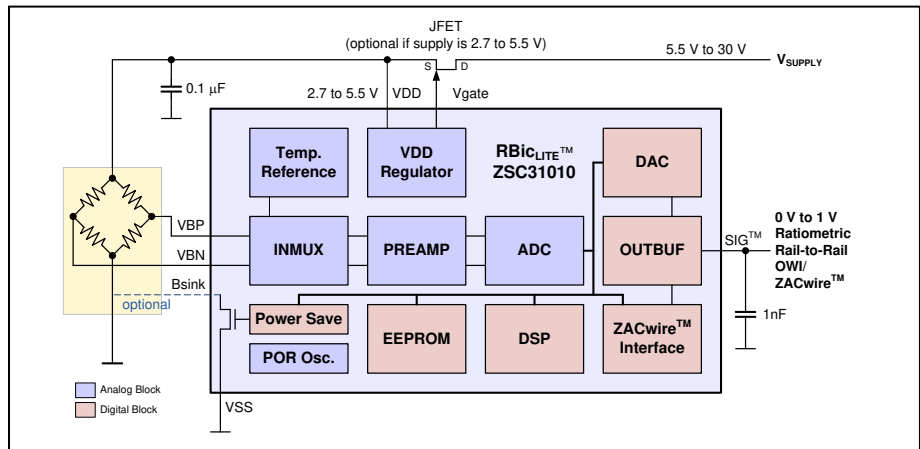 JFET
(optional if supply is 2.7 to 5.5 V)
5.5 V to 30 V
S
D
VSUPPLY
0.1 µF
2.7 to 5.5 V
VDD
Vgate
Temp.
Reference
VDD
Regulator
RBicLITE™
ZSC31010
DAC
VBP
VBN
INMUX
PREAMP
ADC
OUTBUF
SIG™
0 V to 1 V
Ratiometric
Rail-to-Rail
OWI/
ZACwire™
Bsink
optional
Power Save
EEPROM
DSP
ZACwire™
Interface
1nF
POR Osc.
Analog Block
Digital Block
VSS